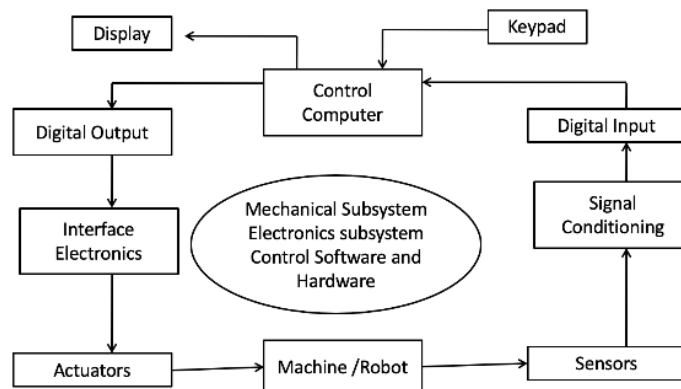 Display
Keypad
Control
Computer
Digital Output
Digital Input
Interface
Electronics
Mechanical Subsystem
Electronics subsystem
Control Software and
Hardware
Signal
Conditioning
Actuators
Machine /Robot
Sensors